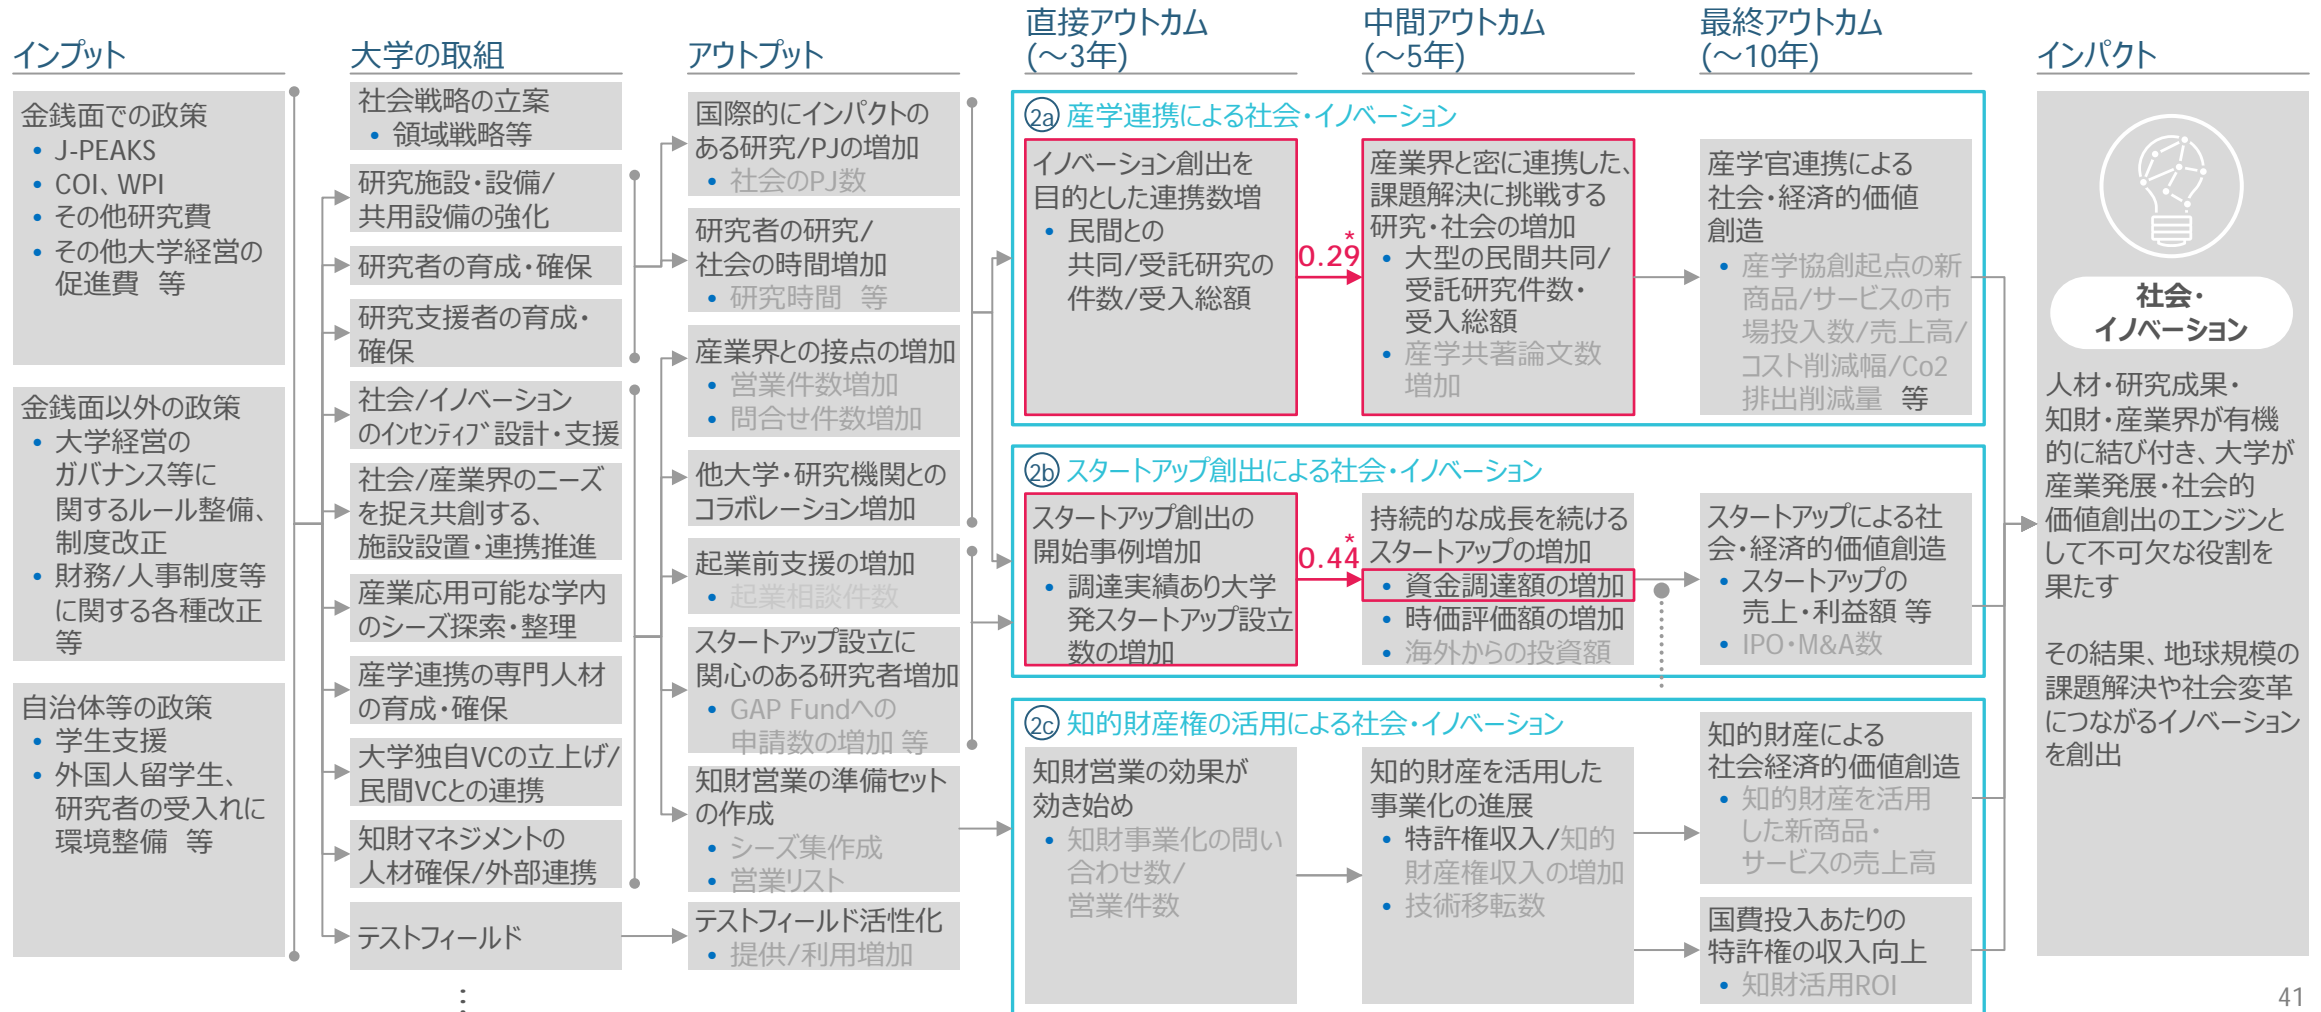 インプット
金銭面での政策
• J-PEAKS
• COI、WPI
• その他研究費
• その他大学経営の
促進費 等
金銭面以外の政策
• 大学経営の
ガバナンス等に
関するルール整備、
制度改正
• 財務/人事制度等
に関する各種改正
等
自治体等の政策
• 学生支援
• 外国人留学生、
研究者の受入れに
環境整備 等
大学の取組
社会戦略の立案
• 領域戦略等
研究施設・設備/
共用設備の強化
研究者の育成・確保
研究支援者の育成・
確保
社会/イノベーション
のインセンティブ設計・支援
社会/産業界のニーズ
を捉え共創する、
施設設置・連携推進
産業応用可能な学内
のシーズ探索・整理
産学連携の専門人材
の育成・確保
大学独自VCの立上げ/
民間VCとの連携
知財マネジメントの
人材確保/外部連携
テストフィールド
⋮
アウトプット
国際的にインパクトの
ある研究/PJの増加
• 社会のPJ数
研究者の研究/
社会の時間増加
• 研究時間 等
産業界との接点の増加
• 営業件数増加
• 問合せ件数増加
他大学・研究機関との
コラボレーション増加
起業前支援の増加
• 起業相談件数
スタートアップ設立に
関心のある研究者増加
• GAP Fundへの
申請数の増加 等
知財営業の準備セット
の作成
• シーズ集作成
• 営業リスト
テストフィールド活性化
• 提供/利用増加
直接アウトカム
(～3年)
中間アウトカム
(～5年)
最終アウトカム
(～10年)
2a 産学連携による社会・イノベーション
イノベーション創出を
目的とした連携数増
• 民間との
共同/受託研究の
件数/受入総額
*
0.29
産業界と密に連携した、
課題解決に挑戦する
研究・社会の増加
• 大型の民間共同/
受託研究件数・
受入総額
• 産学共著論文数
増加
産学官連携による
社会・経済的価値
創造
• 産学協創起点の新
商品/サービスの市
場投入数/売上高/
コスト削減幅/Co2
排出削減量 等
2b スタートアップ創出による社会・イノベーション
スタートアップ創出の
開始事例増加
• 調達実績あり大学
発スタートアップ設立
数の増加
*
0.44
持続的な成長を続ける
スタートアップの増加
• 資金調達額の増加
• 時価評価額の増加
• 海外からの投資額
スタートアップによる社
会・経済的価値創造
• スタートアップの
売上・利益額 等
• IPO・M&A数
2c 知的財産権の活用による社会・イノベーション
知財営業の効果が
効き始め
• 知財事業化の問い
合わせ数/
営業件数
知的財産を活用した
事業化の進展
• 特許権収入/知的
財産権収入の増加
• 技術移転数
知的財産による
社会経済的価値創造
• 知的財産を活用
した新商品・
サービスの売上高
国費投入あたりの
特許権の収入向上
• 知財活用ROI
インパクト
社会・
イノベーション
人材・研究成果・
知財・産業界が有機
的に結び付き、大学が
産業発展・社会的
価値創出のエンジンと
して不可欠な役割を
果たす
その結果、地球規模の
課題解決や社会変革
につながるイノベーション
を創出
41